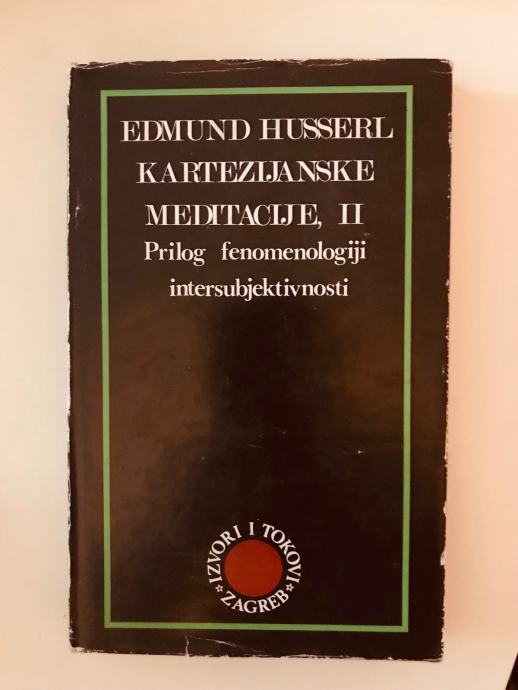 EDMUND HUSSERL
KARTEZIJANSKE
MEDITACIJE, II
Prilog fenomenologiji
intersubjektivnosti
IZVORI I TOKOVI
ZAGREB